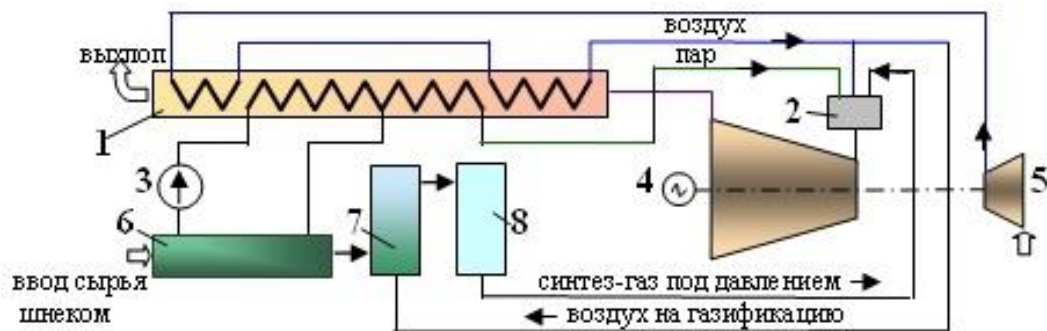 воздух
выхлоп
пар
1
2
3
4
5
6
7
8
ввод сырья
шнеком
синтез-газ под давлением
воздух на газификацию